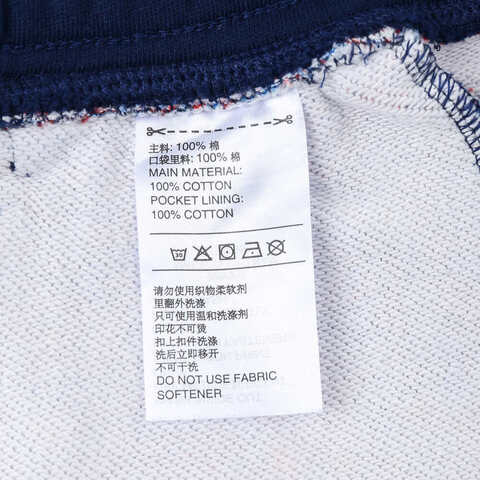 主料: 100% 棉
口袋里料: 100% 棉
MAIN MATERIAL:
100% COTTON
POCKET LINING:
100% COTTON
30
请勿使用织物柔软剂
里翻外洗涤
只可使用温和洗涤剂
印花不可烫
扣上扣件洗涤
洗后立即移开
不可干洗
DO NOT USE FABRIC
SOFTENER